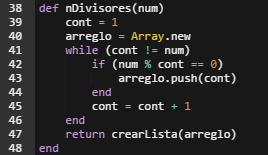 38 def nDivisores(num)
39 cont = 1
40 arreglo = Array.new
41 while (cont != num)
42 if (num % cont == 0)
43 arreglo.push(cont)
44 end
45 cont = cont + 1
46 end
47 return crearLista(arreglo)
48 end